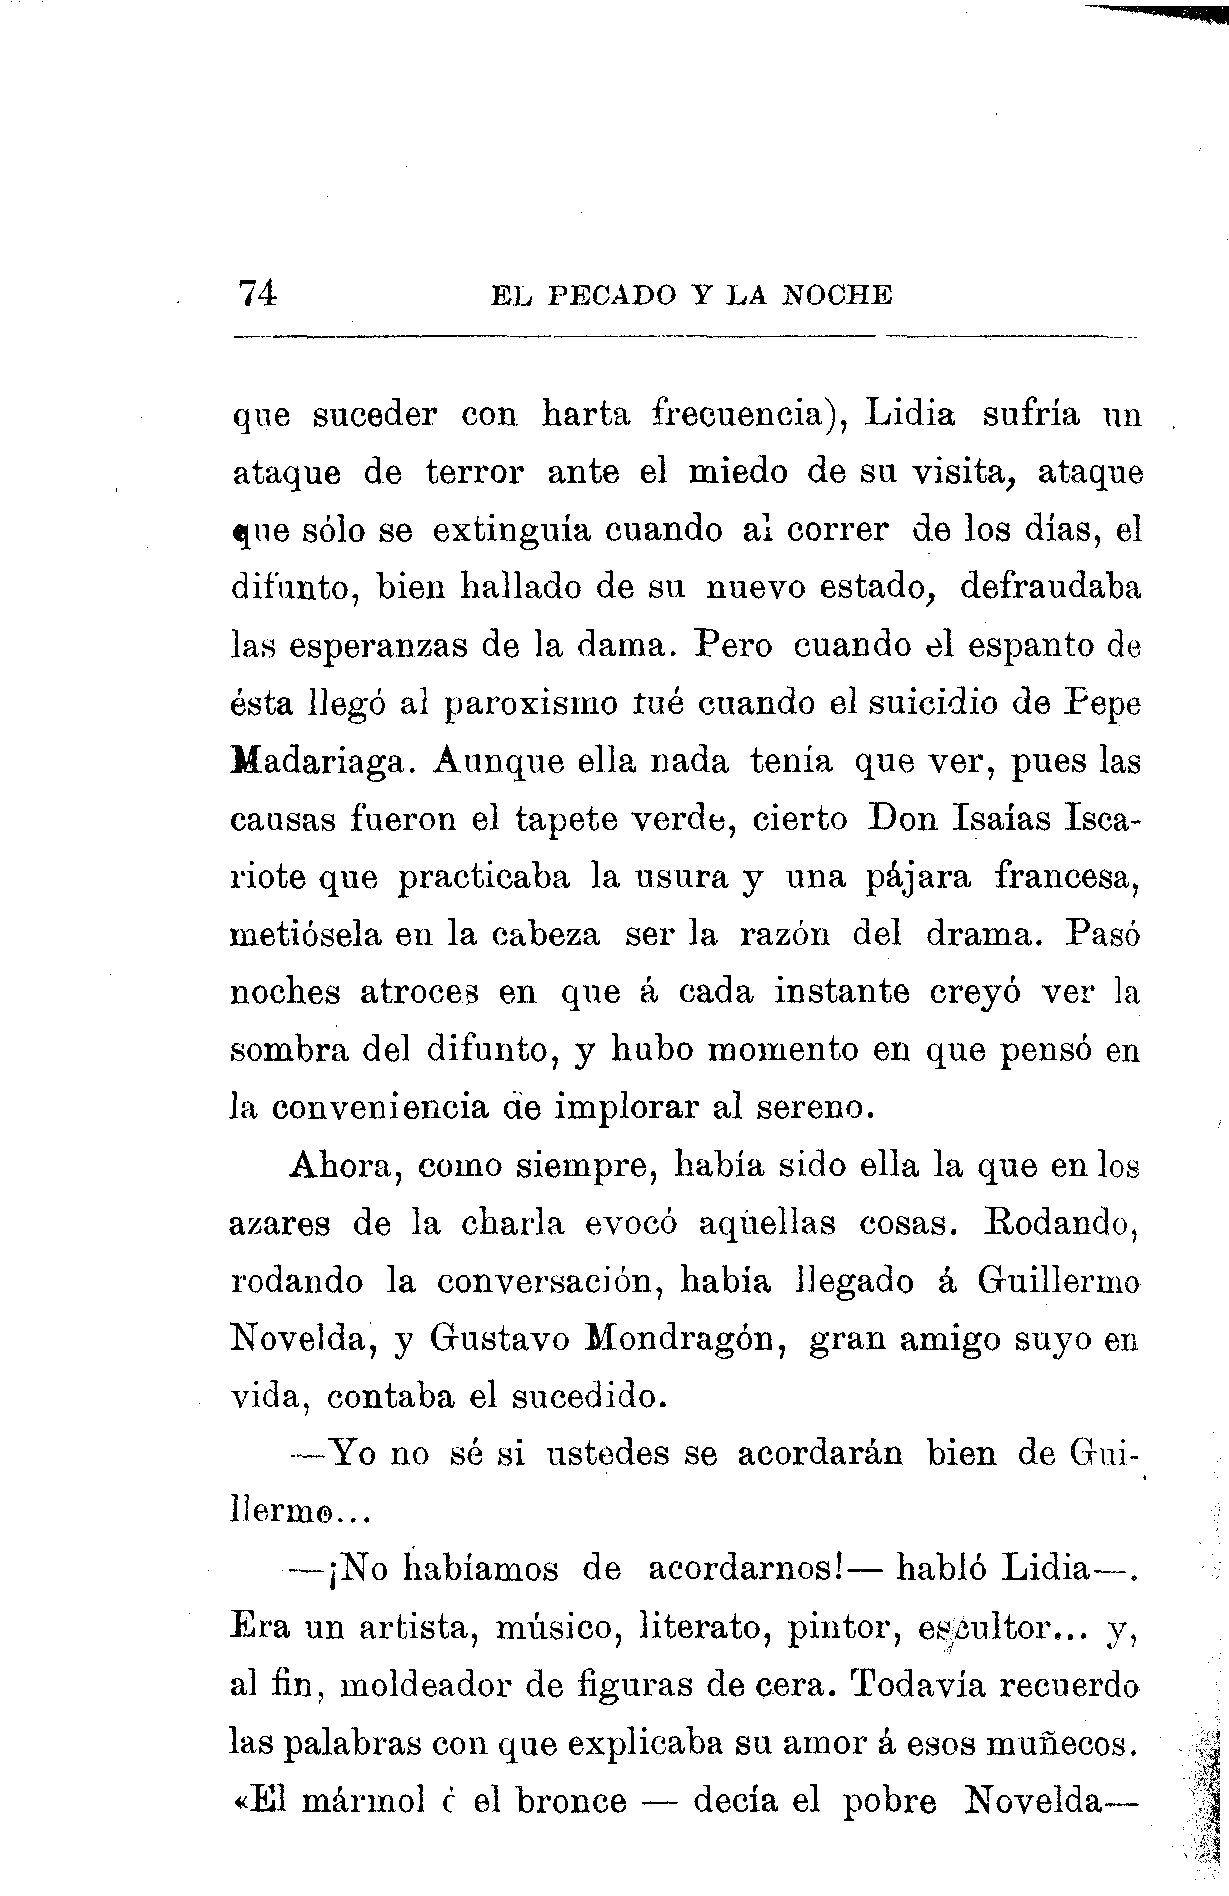 74 EL PECADO Y LA NOCHE
que suceder con harta frecuencia), Lidia sufría un
ataque de terror ante el miedo de su visita, ataque
que sólo se extinguía cuando al correr de los días, el
difunto, bien hallado de su nuevo estado, defraudaba
las esperanzas de la dama. Pero cuando el espanto de
ésta llegó al paroxismo fué cuando el suicidio de Pepe
Madariaga. Aunque ella nada tenía que ver, pues las
causas fueron el tapete verde, cierto Don Isaías Isca-
riote que practicaba la usura y una pájara francesa,
metiósela en la cabeza ser la razón del drama. Pasó
noches atroces en que á cada instante creyó ver la
sombra del difunto, y hubo momento en que pensó en
la conveniencia de implorar al sereno.
Ahora, como siempre, había sido ella la que en los
azares de la charla evocó aquellas cosas. Rodando,
rodando la conversación, había llegado á Guillermo
Novelda, y Gustavo Mondragón, gran amigo suyo en
vida, contaba el sucedido.
—Yo no sé si ustedes se acordarán bien de Gui-
llermo...
—¡No habíamos de acordarnos!— habló Lidia—.
Era un artista, músico, literato, pintor, escultor... y,
al fin, moldeador de figuras de cera. Todavía recuerdo
las palabras con que explicaba su amor á esos muñecos.
«El mármol ó el bronce — decía el pobre Novelda—